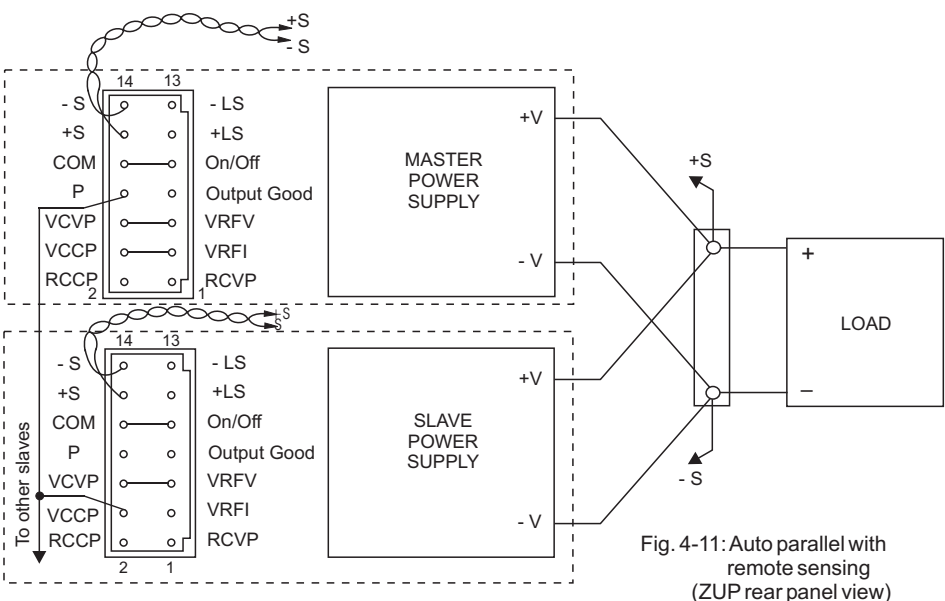 +S
- S
14 13
- S - LS
+S +LS
COM On/Off
P Output Good
VCVP VRFV
VCCP VRFI
RCCP RCVP
2 1
MASTER
POWER
SUPPLY
+V
- V
+S
+
LOAD
–
- S
+S
-S
14 13
- S - LS
+S +LS
COM On/Off
P Output Good
VCVP VRFV
VCCP VRFI
RCCP RCVP
2 1
To other slaves
SLAVE
POWER
SUPPLY
+V
- V
Fig. 4-11: Auto parallel with
remote sensing
(ZUP rear panel view)